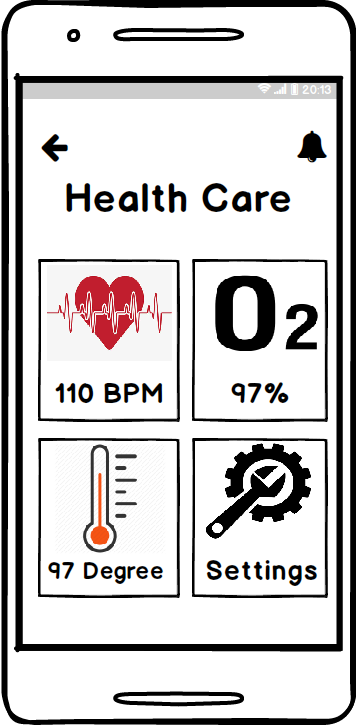 20:13
Health Care
O2
110 BPM
97%
97 Degree
Settings